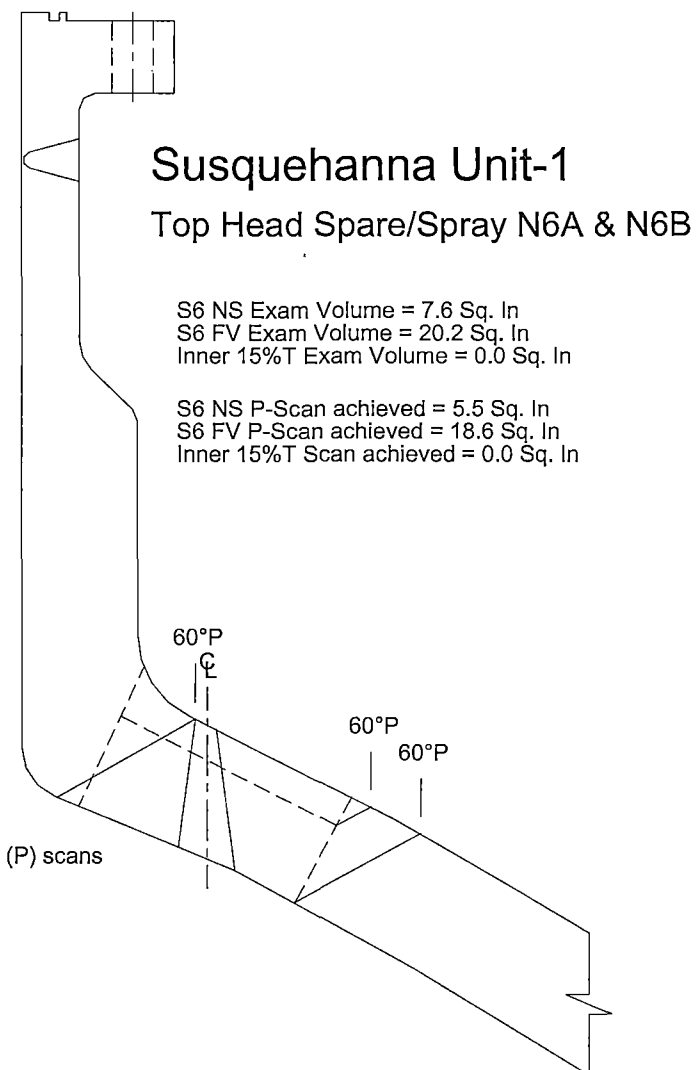 Susquehanna Unit-1
Top Head Spare/Spray N6A & N6B
S6 NS Exam Volume = 7.6 Sq. In
S6 FV Exam Volume = 20.2 Sq. In
Inner 15%T Exam Volume = 0.0 Sq. In
S6 NS P-Scan achieved = 5.5 Sq. In
S6 FV P-Scan achieved = 18.6 Sq. In
Inner 15%T Scan achieved = 0.0 Sq. In
60°P
℄
60°P
60°P
(P) scans